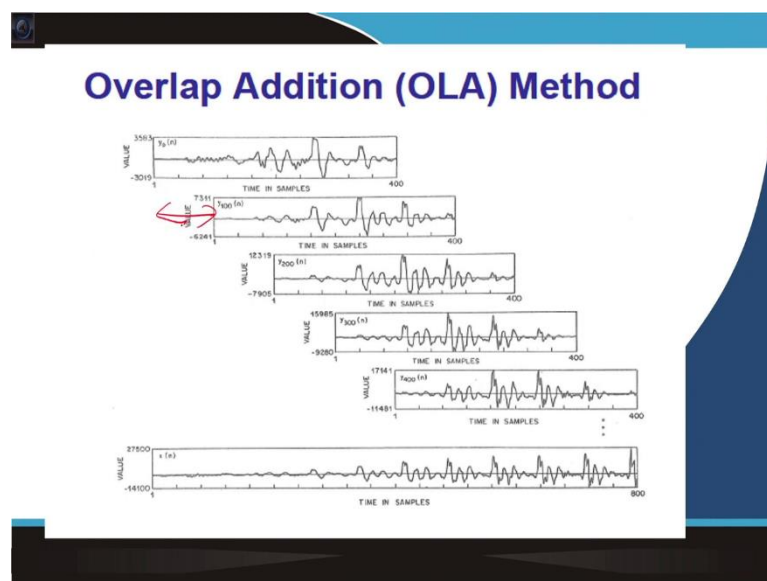 Overlap Addition (OLA) Method
3583
y₀(n)
VALUE
-3019
1
400
TIME IN SAMPLES
7311
y₁₀₀(n)
VALUE
-6241
1
400
TIME IN SAMPLES
12319
y₂₀₀(n)
VALUE
-7905
1
400
TIME IN SAMPLES
15985
y₃₀₀(n)
VALUE
-9280
1
400
TIME IN SAMPLES
17141
y₄₀₀(n)
VALUE
-11481
1
400
TIME IN SAMPLES
27500
x(n)
VALUE
-14100
1
800
TIME IN SAMPLES